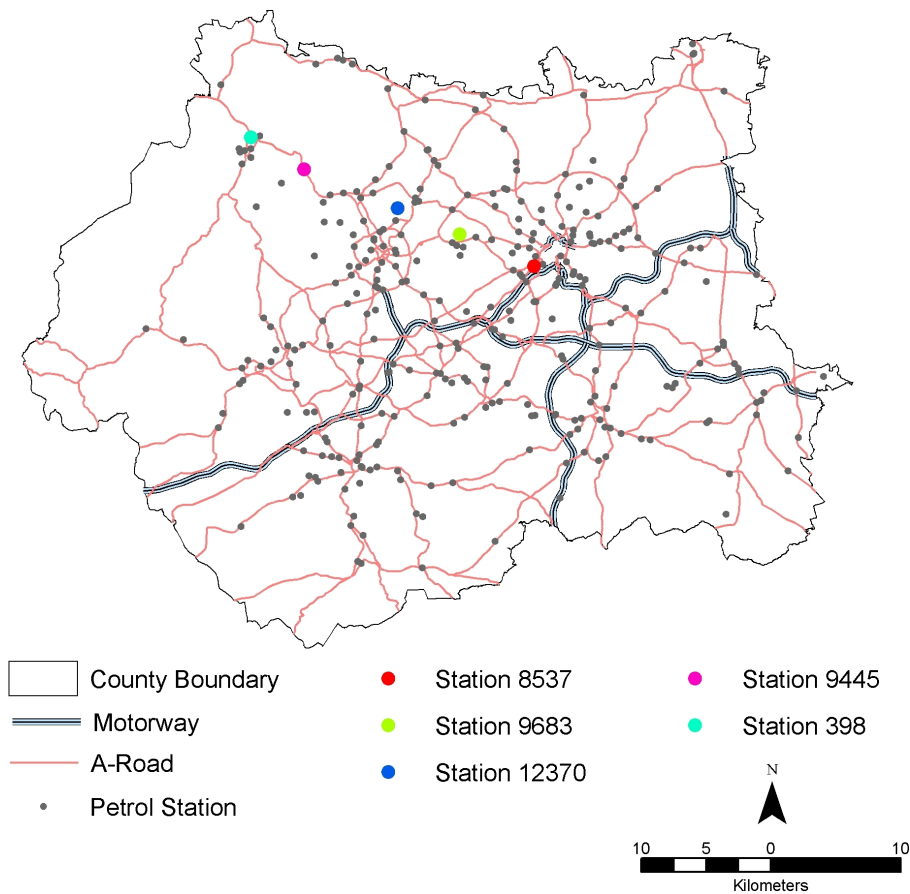 County Boundary
Motorway
A-Road
Petrol Station
Station 8537
Station 9683
Station 12370
Station 9445
Station 398
N
10 5 0 10
Kilometers